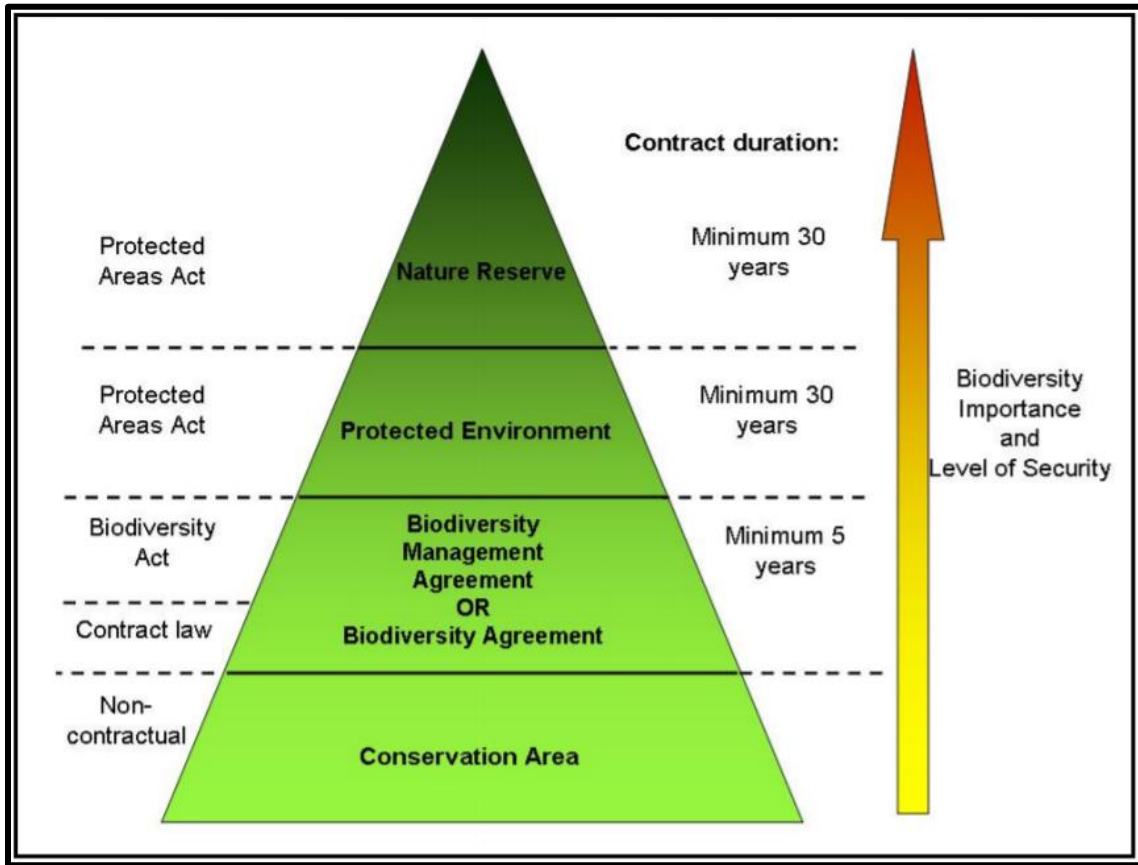 Contract duration:
Protected
Areas Act
Nature Reserve
Minimum 30
years
Protected
Areas Act
Protected Environment
Minimum 30
years
Biodiversity
Importance
and
Level of Security
Biodiversity
Act
Contract law
Biodiversity
Management
Agreement
OR
Biodiversity Agreement
Minimum 5
years
Non-
contractual
Conservation Area